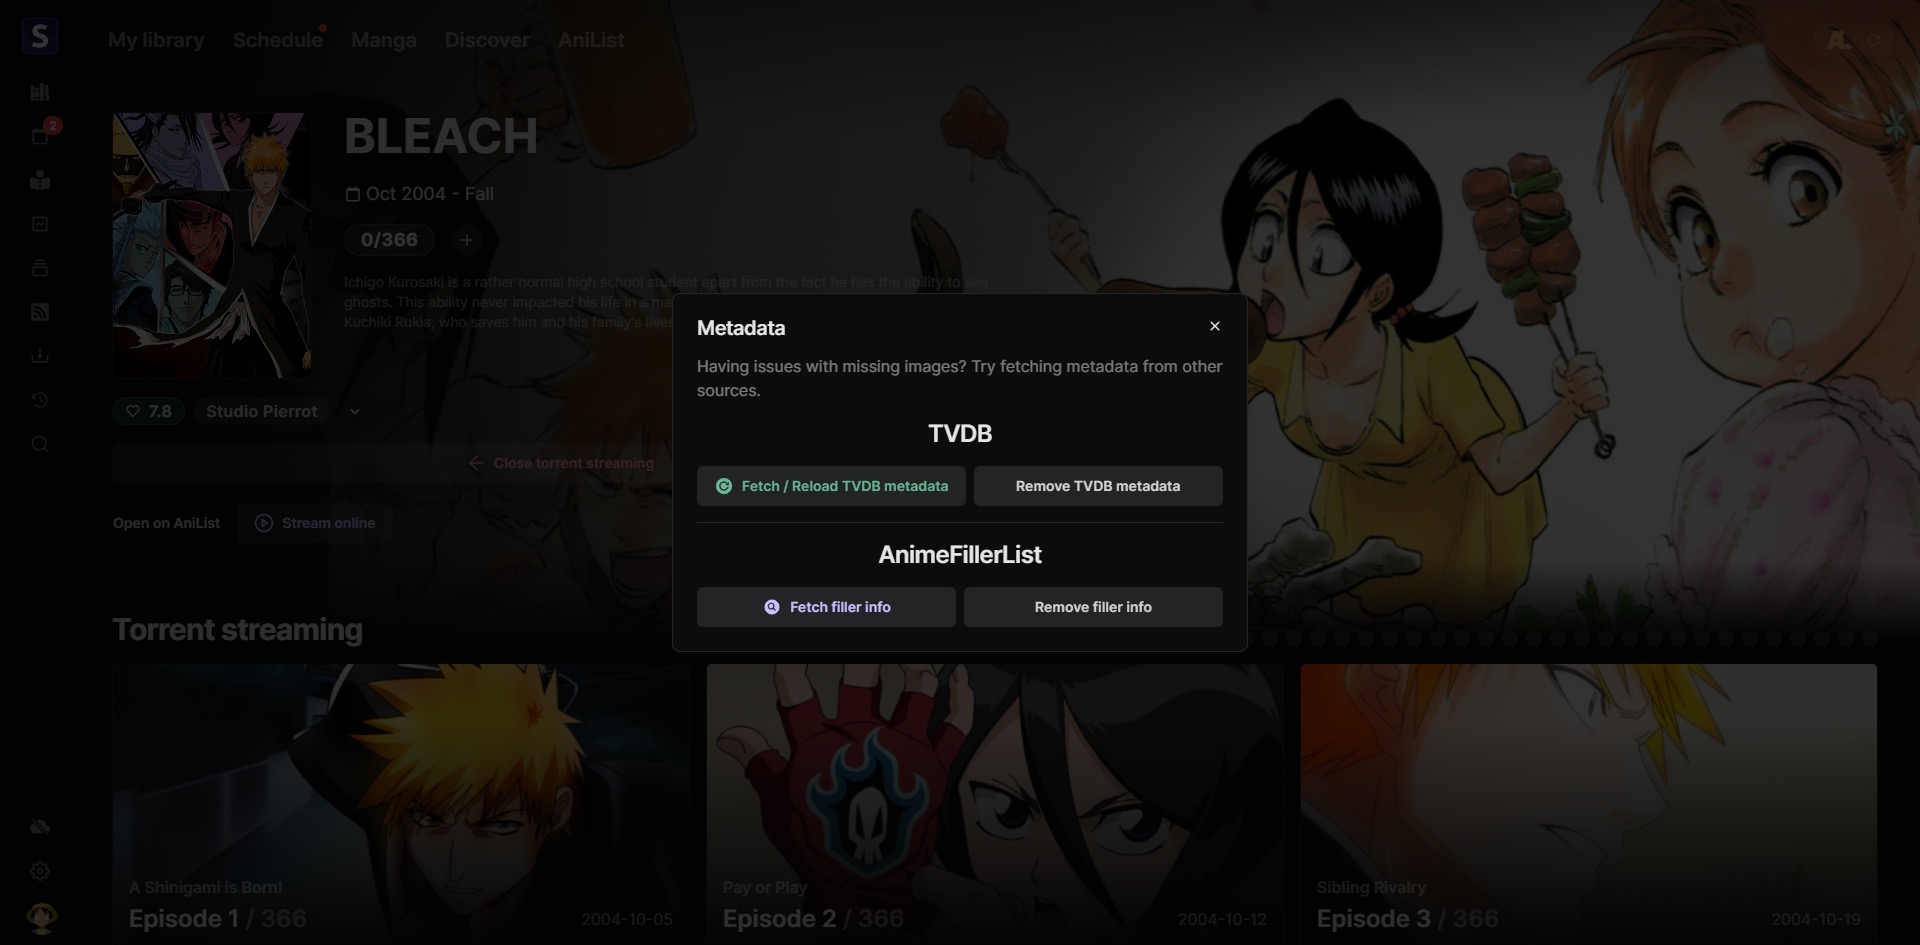 S
My library
Schedule
Manga
Discover
AniList
AL
2
BLEACH
Oct 2004 - Fall
0/366
Ichigo Kurosaki is a rather normal high school student apart from the fact he has the ability to see
ghosts. This ability never impacted his life in a
Kuchiki Rukia, who saves him and his family's lives
7.8
Studio Pierrot
Close torrent streaming
Open on AniList
Stream online
Metadata
Having issues with missing images? Try fetching metadata from other
sources.
TVDB
Fetch / Reload TVDB metadata
Remove TVDB metadata
AnimeFillerList
Fetch filler info
Remove filler info
Torrent streaming
A Shinigami is Born!
Episode 1 / 366
2004-10-05
Pay or Play
Episode 2 / 366
2004-10-12
Sibling Rivalry
Episode 3 / 366
2004-10-19